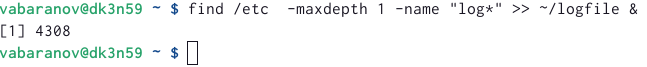 vabaranov@dk3n59 ~ $ find /etc  -maxdepth 1 -name "log*" >> ~/logfile &
[1] 4308
vabaranov@dk3n59 ~ $